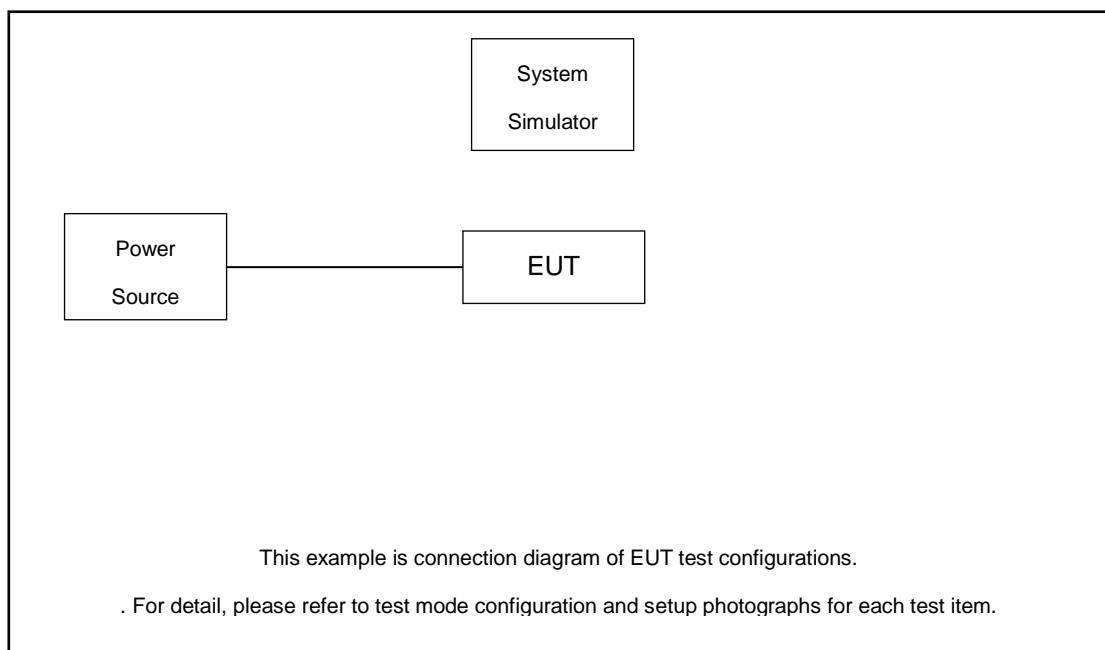 System
Simulator
Power
Source
EUT
This example is connection diagram of EUT test configurations.
. For detail, please refer to test mode configuration and setup photographs for each test item.